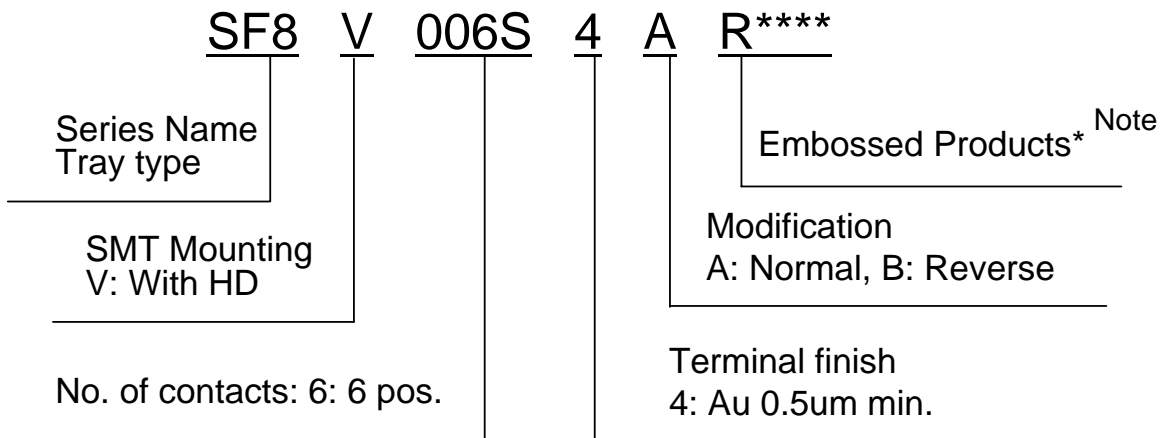 SF8 V 006S 4 A R****
Series Name
Tray type
Embossed Products* Note
SMT Mounting
V: With HD
Modification
A: Normal, B: Reverse
No. of contacts: 6: 6 pos.
Terminal finish
4: Au 0.5um min.